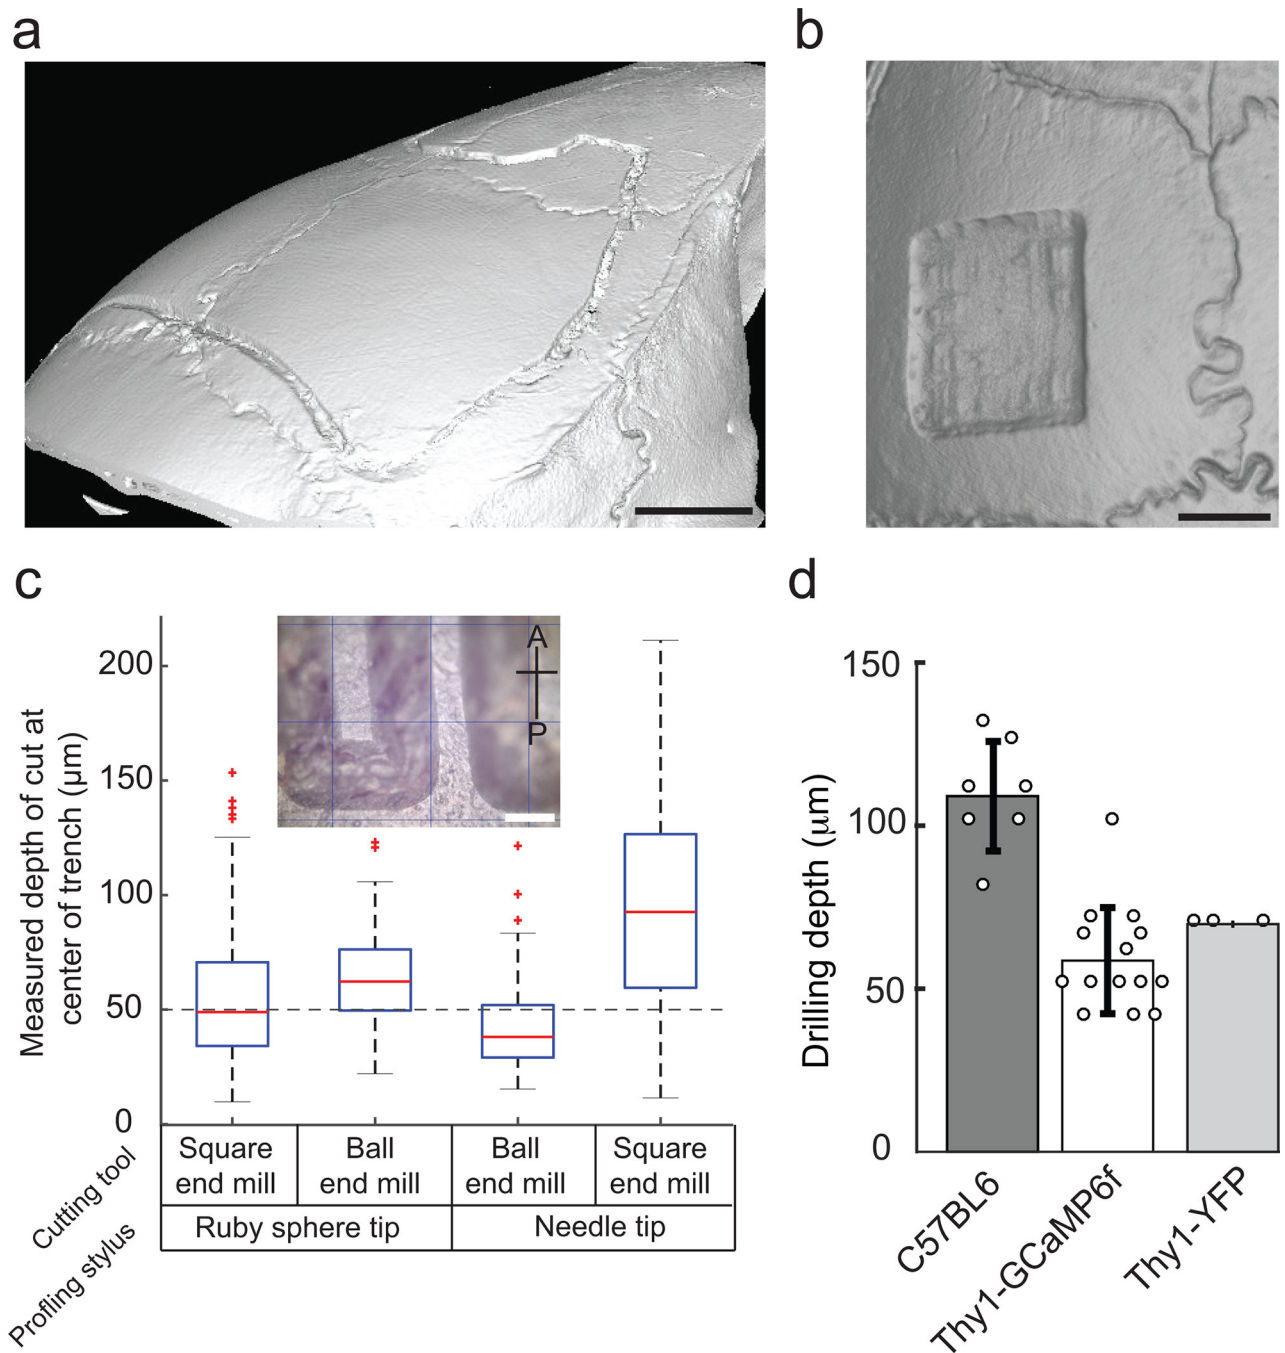 a
b
c
Measured depth of cut at
center of trench (μm)
200
150
100
50
0
A
P
Cutting tool
Square
end mill
Ball
end mill
Ball
end mill
Square
end mill
Profling stylus
Ruby sphere tip
Needle tip
d
Drilling depth (μm)
150
100
50
0
C57BL6
Thy1-GCaMP6f
Thy1-YFP